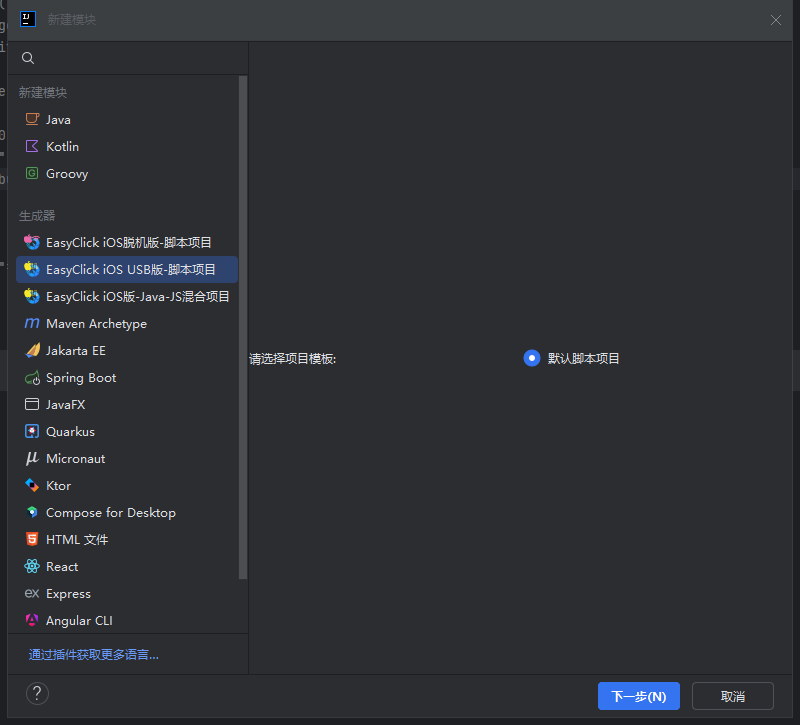 新建模块
新建模块
Java
Kotlin
Groovy
生成器
EasyClick iOS脱机版-脚本项目
EasyClick iOS USB版-脚本项目
EasyClick iOS版-Java-JS混合项目
Maven Archetype
Jakarta EE
Spring Boot
JavaFX
Quarkus
Micronaut
Ktor
Compose for Desktop
HTML 文件
React
ex Express
Angular CLI
通过插件获取更多语言...
请选择项目模板:
默认脚本项目
?
下一步(N)
取消